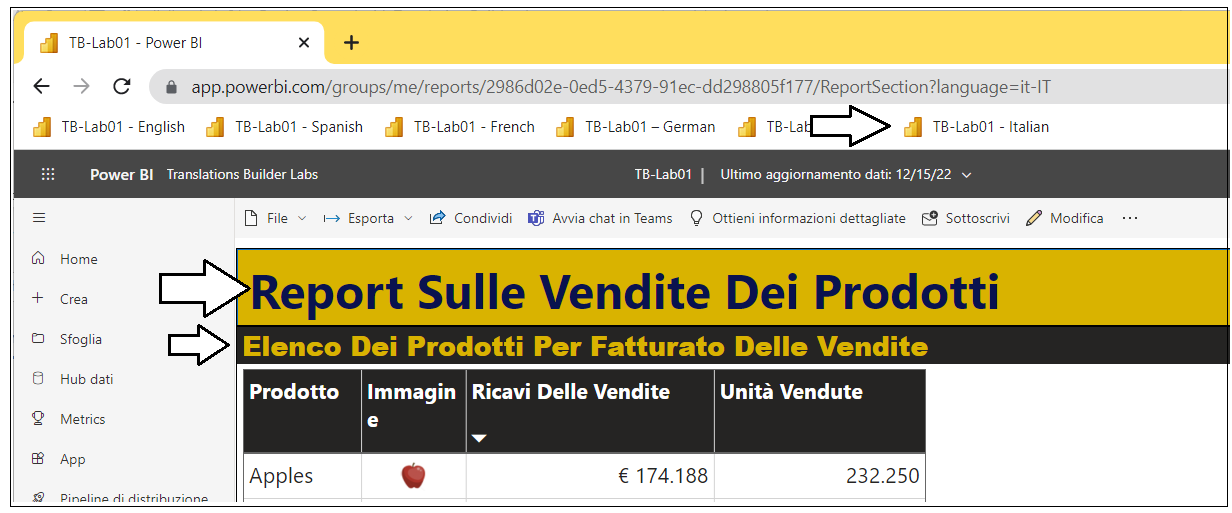 TB-Lab01 - Power BI
app.powerbi.com/groups/me/reports/2986d02e-0ed5-4379-91ec-dd298805f177/ReportSection?language=it-IT
TB-Lab01 - English TB-Lab01 - Spanish TB-Lab01 - French TB-Lab01 – German TB-Lab TB-Lab01 - Italian
Power BI Translations Builder Labs TB-Lab01 | Ultimo aggiornamento dati: 12/15/22
File Esporta Condividi Avvia chat in Teams Ottieni informazioni dettagliate Sottoscrivi Modifica ...
Home
Crea
Sfoglia
Hub dati
Metrics
App
Pipeline di distribuzione
Report Sulle Vendite Dei Prodotti
Elenco Dei Prodotti Per Fatturato Delle Vendite
Prodotto Immagin Ricavi Delle Vendite Unità Vendute
e
Apples € 174.188 232.250